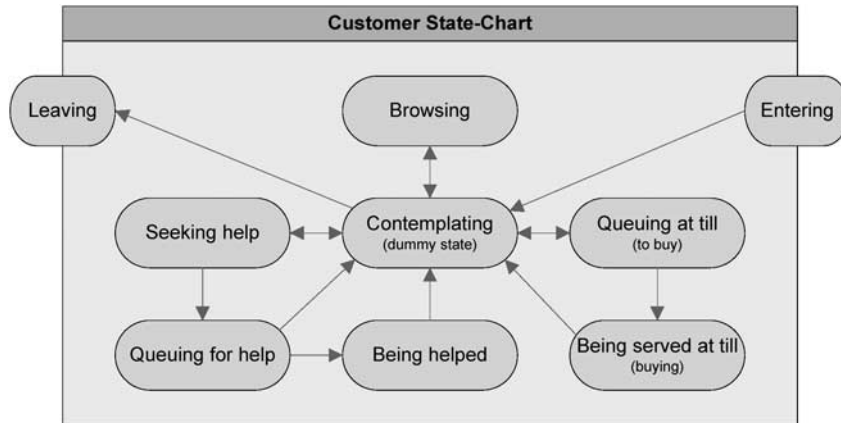 Customer State-Chart
Leaving
Browsing
Entering
Seeking help
Contemplating
(dummy state)
Queuing at till
(to buy)
Queuing for help
Being helped
Being served at till
(buying)